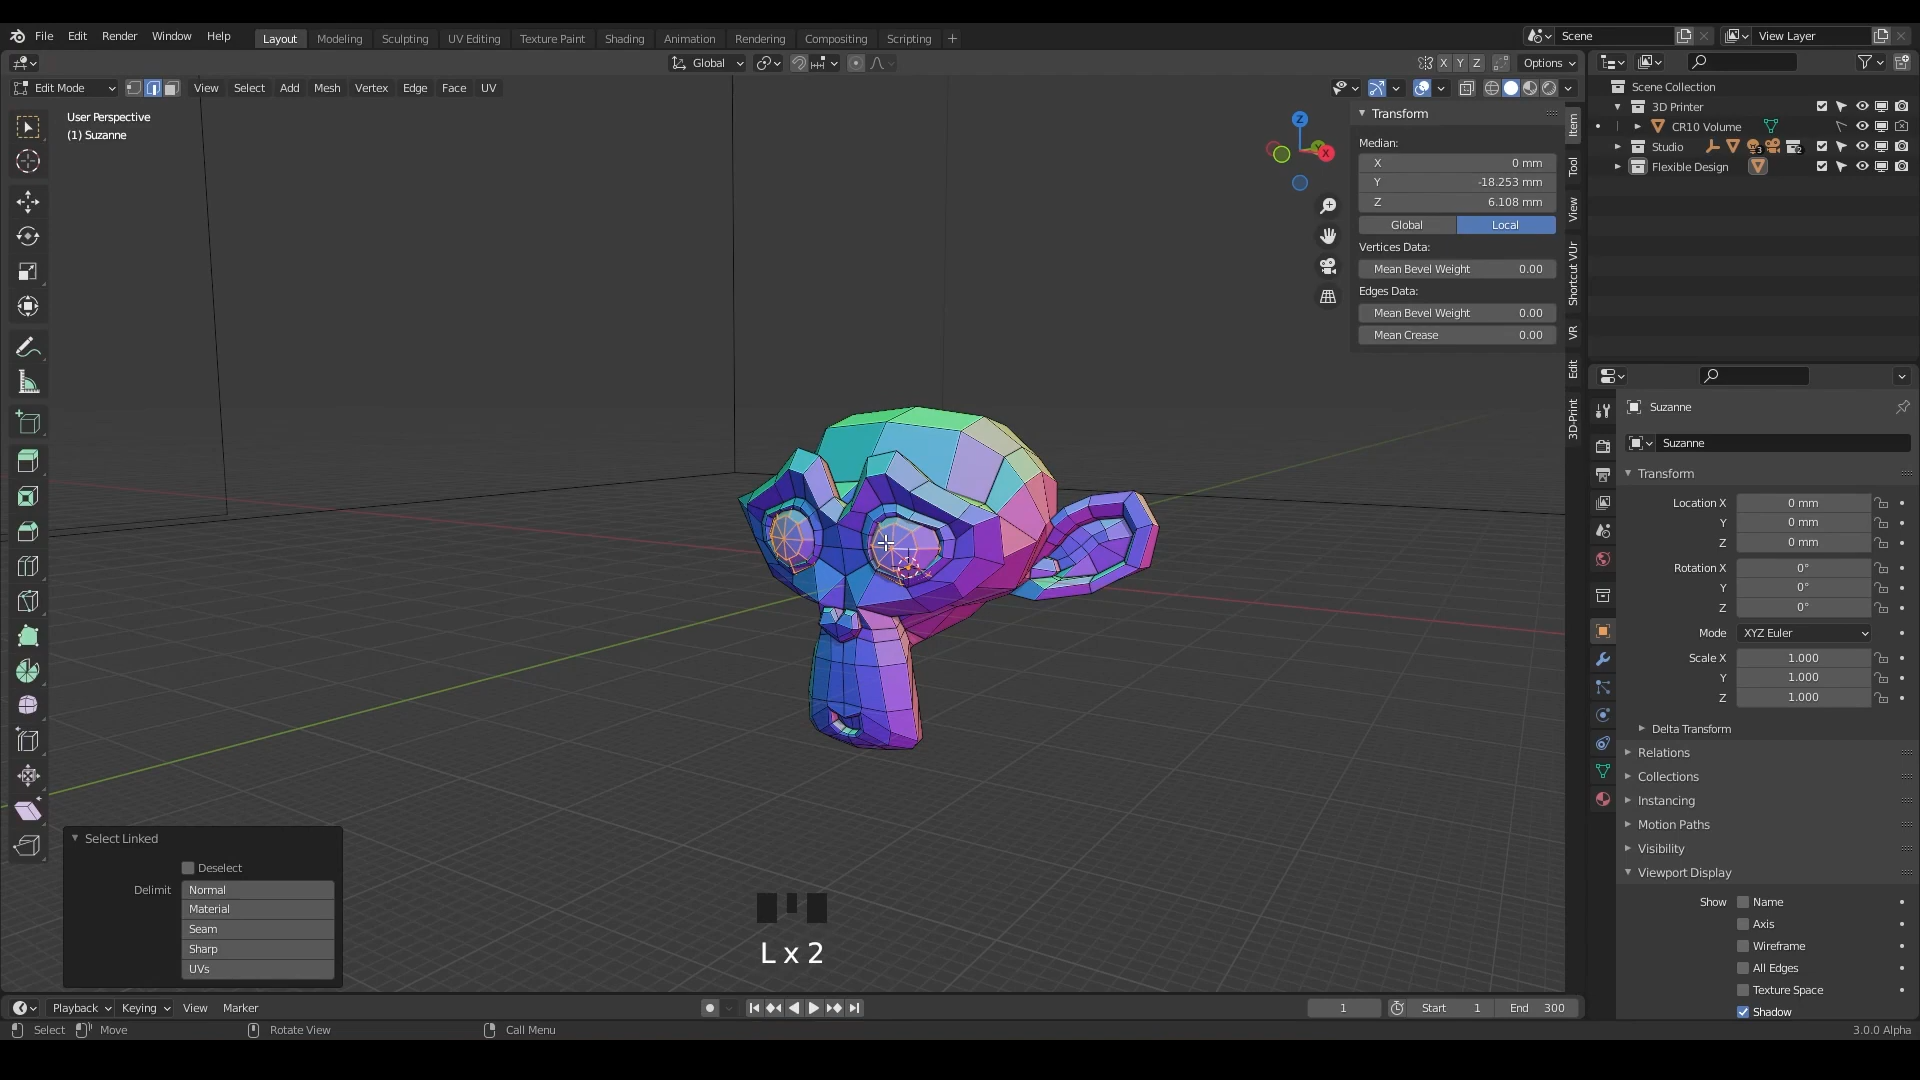 File Edit Render Window Help Layout Modeling Sculpting UV Editing Texture Paint Shading Animation Rendering Compositing Scripting + Scene View Layer
Global X Y Z Options
Edit Mode View Select Add Mesh Vertex Edge Face UV
User Perspective
(1) Suzanne
Z
X
Transform
Median:
X 0 mm
Y -18.253 mm
Z 6.108 mm
Global Local
Vertices Data:
Mean Bevel Weight 0.00
Edges Data:
Mean Bevel Weight 0.00
Mean Crease 0.00
Item
Tool
View
Shortcut VUr
VR
Edit
3D-Print
Scene Collection
3D Printer
CR10 Volume
Studio 3 2
Flexible Design
Suzanne
Suzanne
Transform
Location X 0 mm
Y 0 mm
Z 0 mm
Rotation X 0°
Y 0°
Z 0°
Mode XYZ Euler
Scale X 1.000
Y 1.000
Z 1.000
Delta Transform
Relations
Collections
Instancing
Motion Paths
Visibility
Viewport Display
Show Name
Axis
Wireframe
All Edges
Texture Space
Shadow
Select Linked
Deselect
Delimit Normal
Material
Seam
Sharp
UVs
L x 2
Playback Keying View Marker 1 Start 1 End 300
Select Move Rotate View Call Menu 3.0.0 Alpha